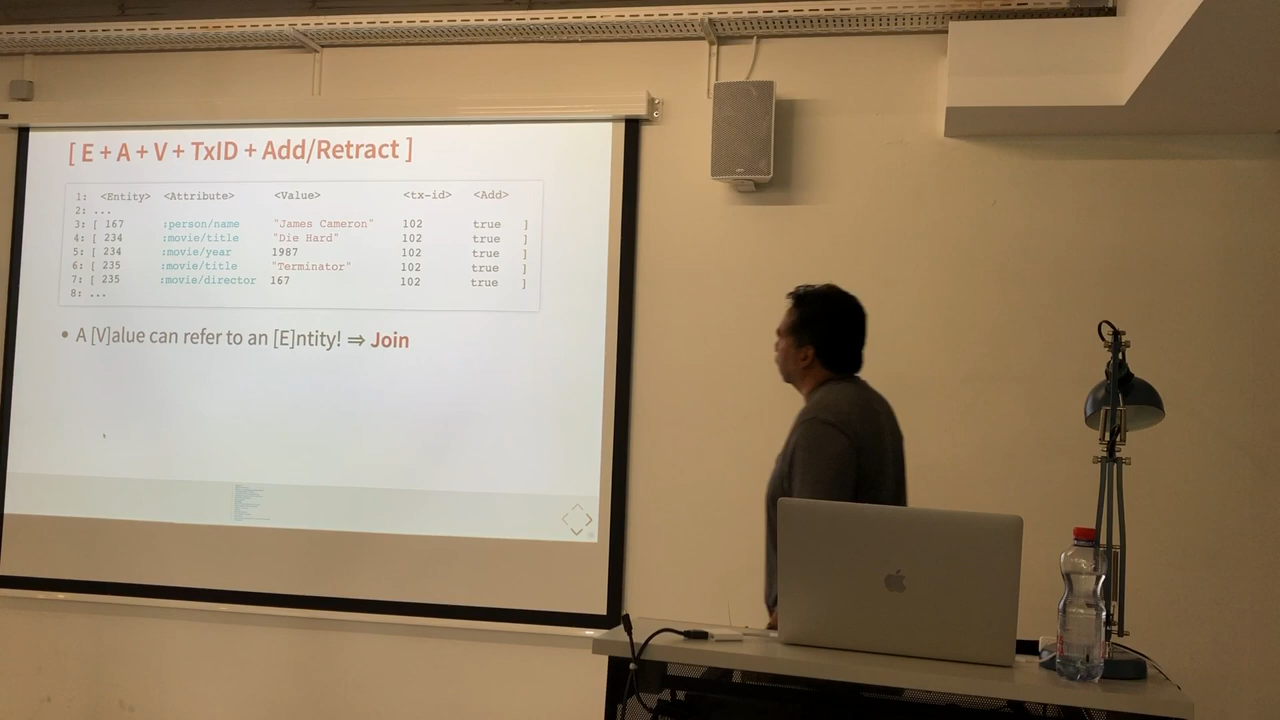 [ E + A + V + TxID + Add/Retract ]
1: <Entity> <Attribute> <Value> <tx-id> <Add>
2: ...
3: [ 167 :person/name "James Cameron" 102 true ]
4: [ 234 :movie/title "Die Hard" 102 true ]
5: [ 234 :movie/year 1987 102 true ]
6: [ 235 :movie/title "Terminator" 102 true ]
7: [ 235 :movie/director 167 102 true ]
8: ...
• A [V]alue can refer to an [E]ntity! ⇒ Join